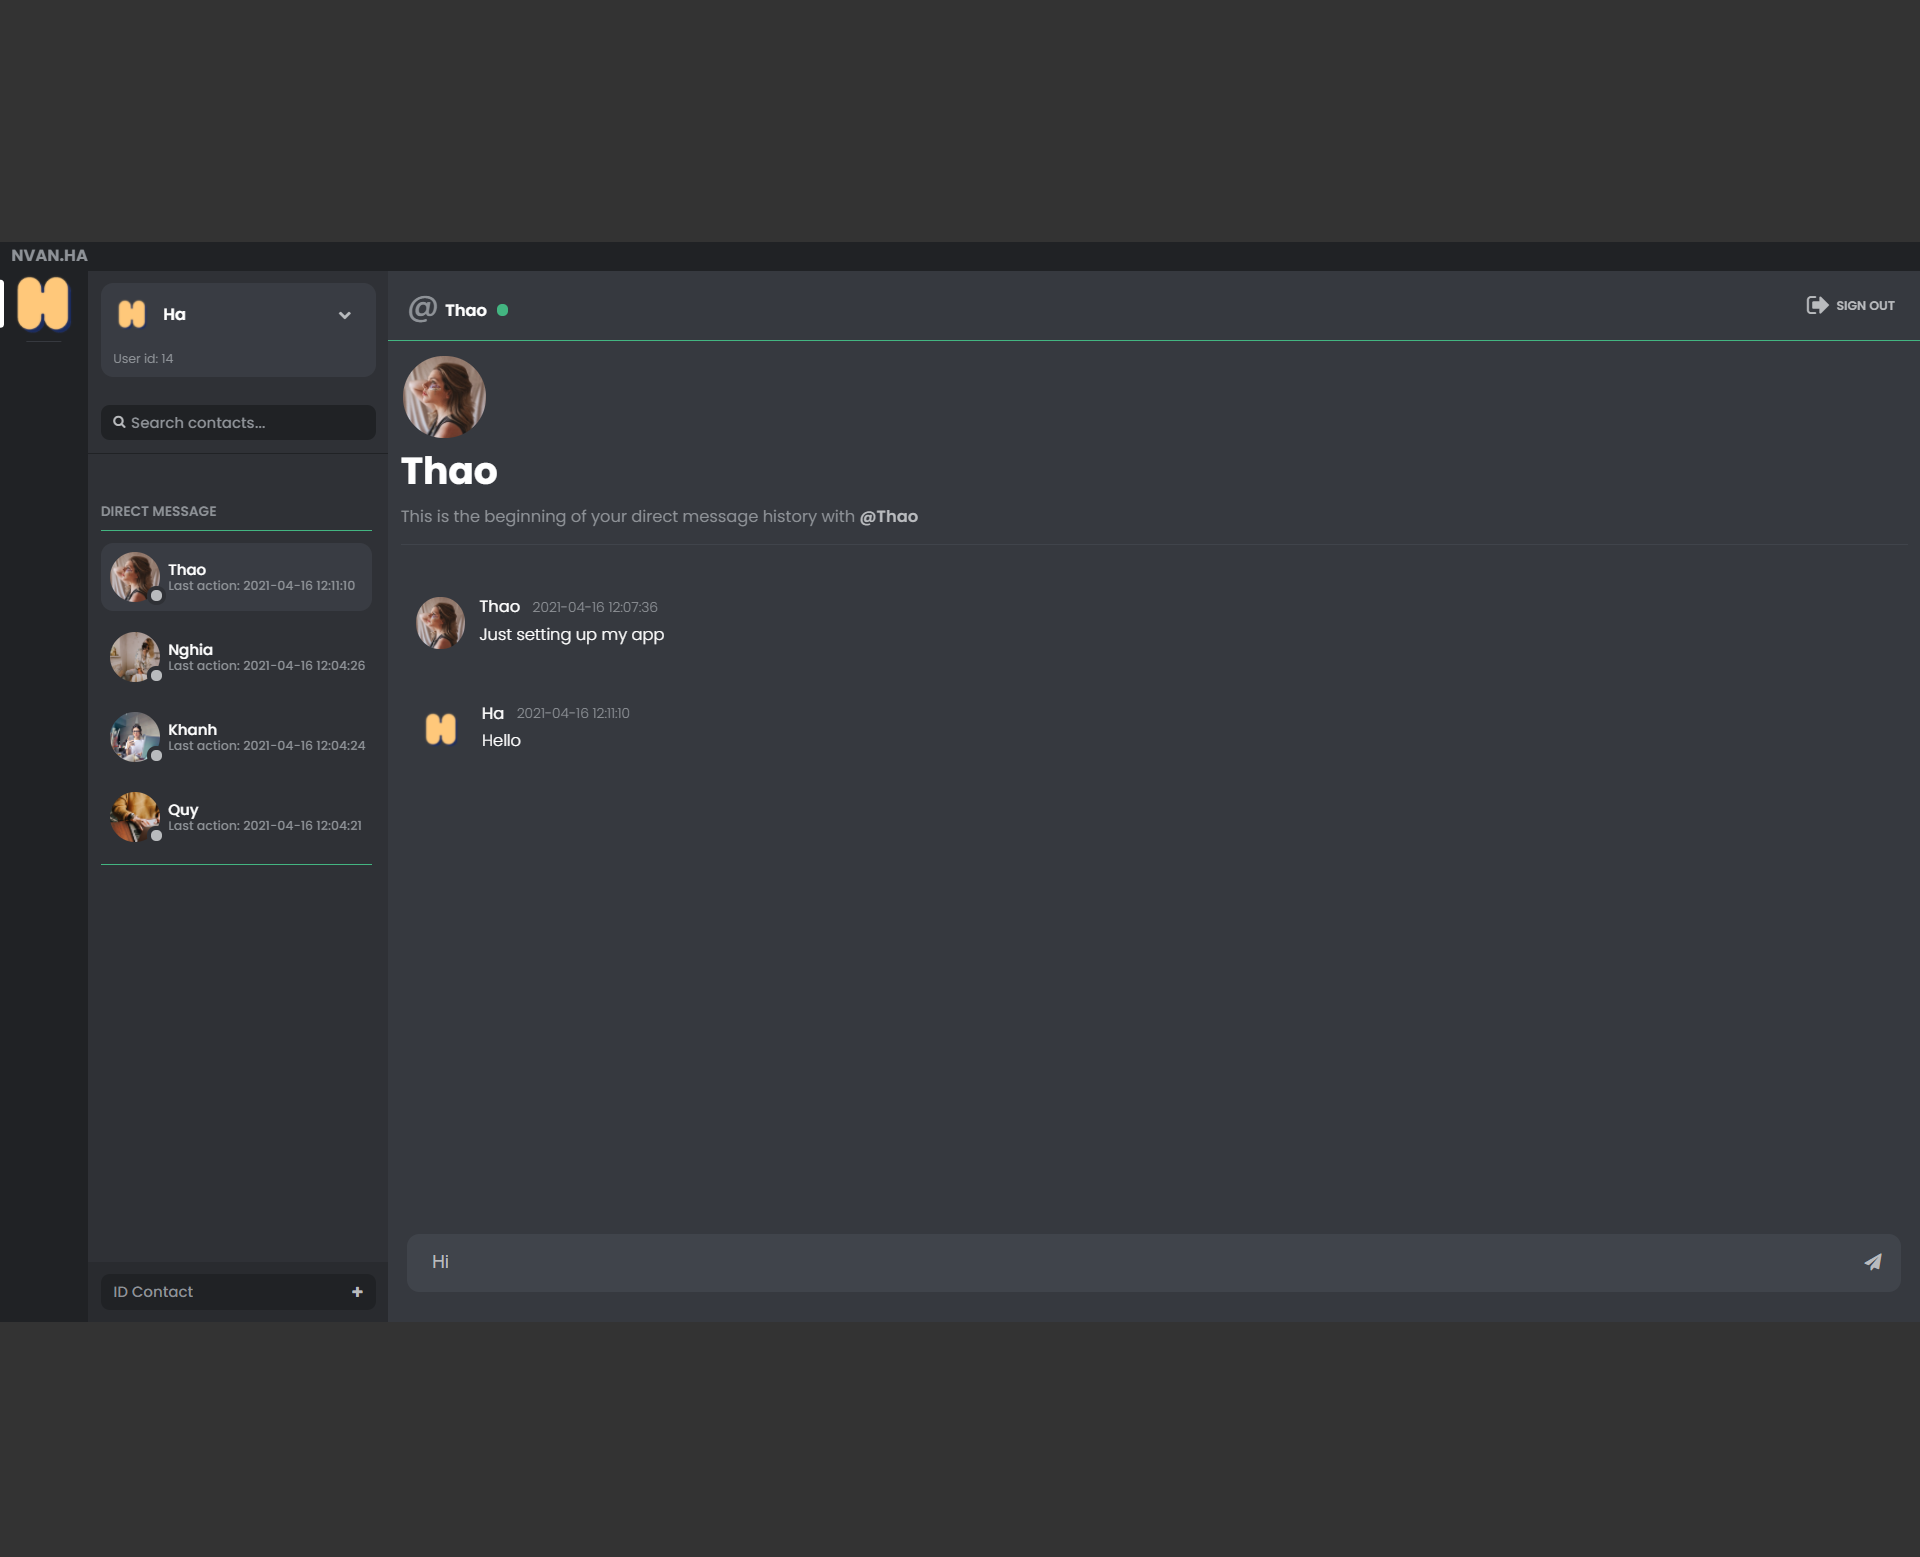 NVAN.HA
Ha
User id: 14
Search contacts...
DIRECT MESSAGE
Thao
Last action: 2021-04-16 12:11:10
Nghia
Last action: 2021-04-16 12:04:26
Khanh
Last action: 2021-04-16 12:04:24
Quy
Last action: 2021-04-16 12:04:21
ID Contact
@ Thao
SIGN OUT
Thao
This is the beginning of your direct message history with @Thao
Thao 2021-04-16 12:07:36
Just setting up my app
Ha 2021-04-16 12:11:10
Hello
Hi